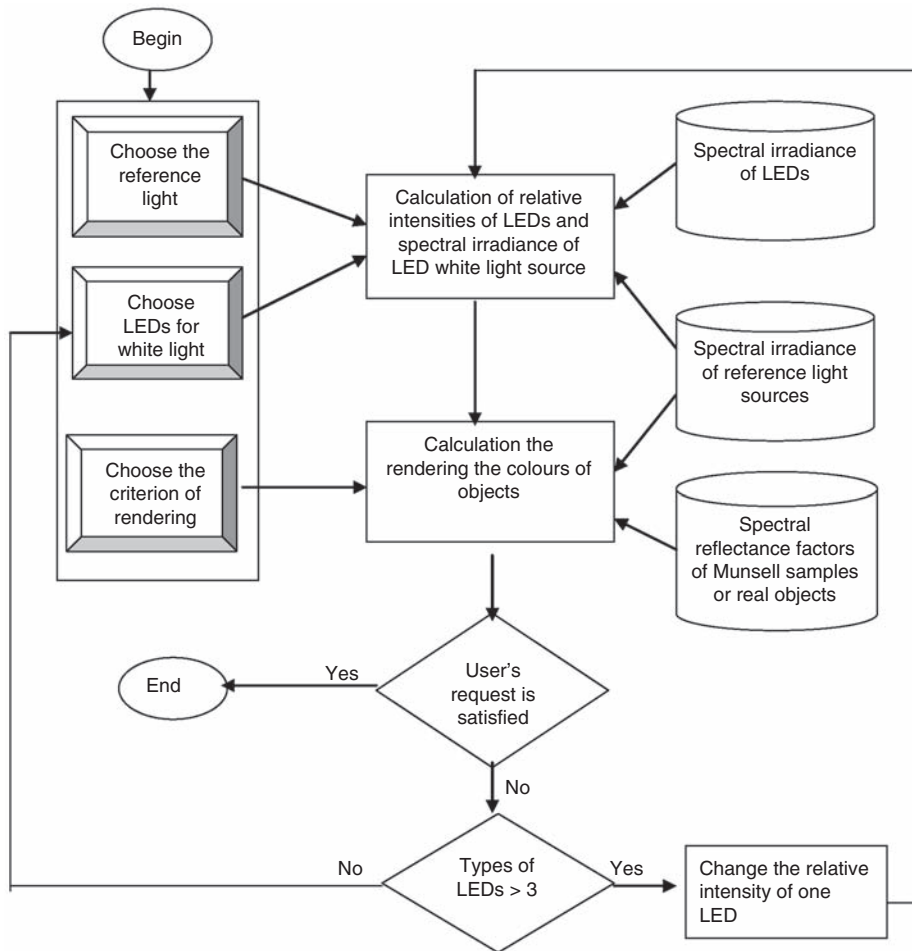 Begin
Choose the
reference
light
Choose
LEDs for
white light
Choose the
criterion of
rendering
Calculation of relative
intensities of LEDs and
spectral irradiance of
LED white light source
Spectral irradiance
of LEDs
Spectral irradiance
of reference light
sources
Calculation the
rendering the colours of
objects
Spectral
reflectance factors
of Munsell samples
or real objects
User's
request is
satisfied
Yes
End
No
Types of
LEDs > 3
No
Yes
Change the relative
intensity of one
LED